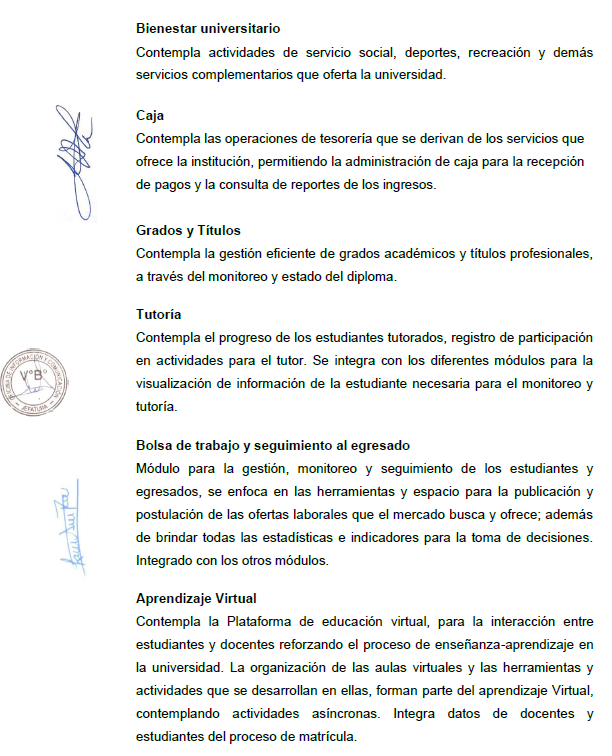 Bienestar universitario
Contempla actividades de servicio social, deportes, recreación y demás
servicios complementarios que oferta la universidad.
Caja
Contempla las operaciones de tesorería que se derivan de los servicios que
ofrece la institución, permitiendo la administración de caja para la recepción
de pagos y la consulta de reportes de los ingresos.
Grados y Títulos
Contempla la gestión eficiente de grados académicos y títulos profesionales,
a través del monitoreo y estado del diploma.
Tutoría
Contempla el progreso de los estudiantes tutorados, registro de participación
en actividades para el tutor. Se integra con los diferentes módulos para la
visualización de información de la estudiante necesaria para el monitoreo y
tutoría.
OFICINA DE INFORMACIÓN Y COMUNICACIÓN
V°B°
JEFATURA
Bolsa de trabajo y seguimiento al egresado
Módulo para la gestión, monitoreo y seguimiento de los estudiantes y
egresados, se enfoca en las herramientas y espacio para la publicación y
postulación de las ofertas laborales que el mercado busca y ofrece; además
de brindar todas las estadísticas e indicadores para la toma de decisiones.
Integrado con los otros módulos.
Aprendizaje Virtual
Contempla la Plataforma de educación virtual, para la interacción entre
estudiantes y docentes reforzando el proceso de enseñanza-aprendizaje en
la universidad. La organización de las aulas virtuales y las herramientas y
actividades que se desarrollan en ellas, forman parte del aprendizaje Virtual,
contemplando actividades asíncronas. Integra datos de docentes y
estudiantes del proceso de matrícula.